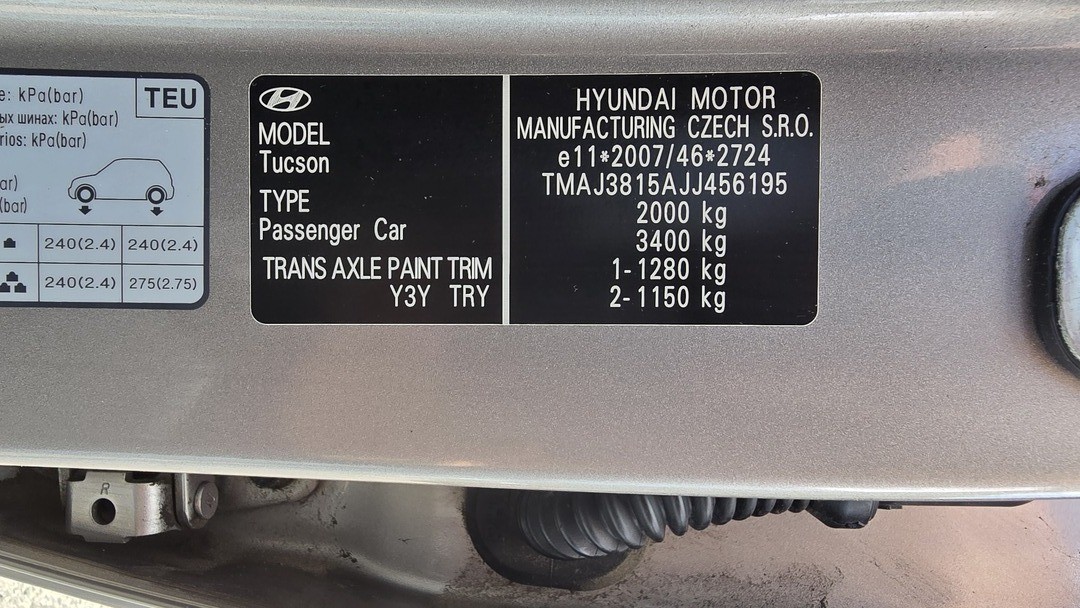 e: kPa(bar)
TEU
ых шинах: kPa(bar)
rios: kPa(bar)
ar)
(bar)
240(2.4) 240(2.4)
240(2.4) 275(2.75)
MODEL
Tucson
TYPE
Passenger Car
TRANS AXLE PAINT TRIM
Y3Y TRY
HYUNDAI MOTOR
MANUFACTURING CZECH S.R.O.
e11*2007/46*2724
TMAJ3815AJJ456195
2000 kg
3400 kg
1-1280 kg
2-1150 kg
R